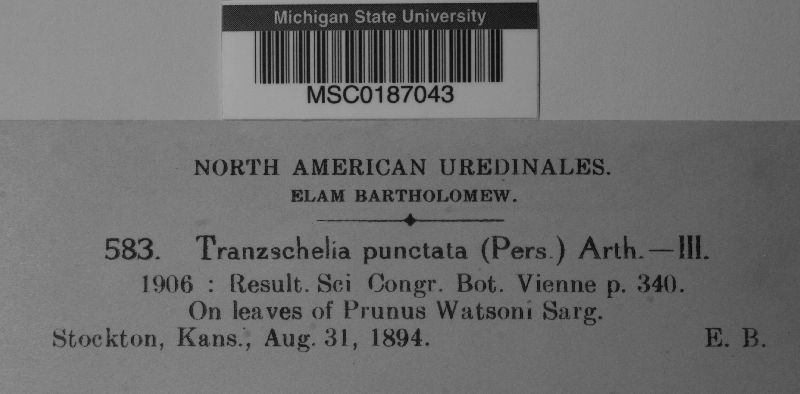 Michigan State University
MSC0187043
NORTH AMERICAN UREDINALES.
ELAM BARTHOLOMEW.
583. Tranzschelia punctata (Pers.) Arth.—III.
1906 : Result. Sci Congr. Bot. Vienne p. 340.
On leaves of Prunus Watsoni Sarg.
Stockton, Kans., Aug. 31, 1894. E. B.